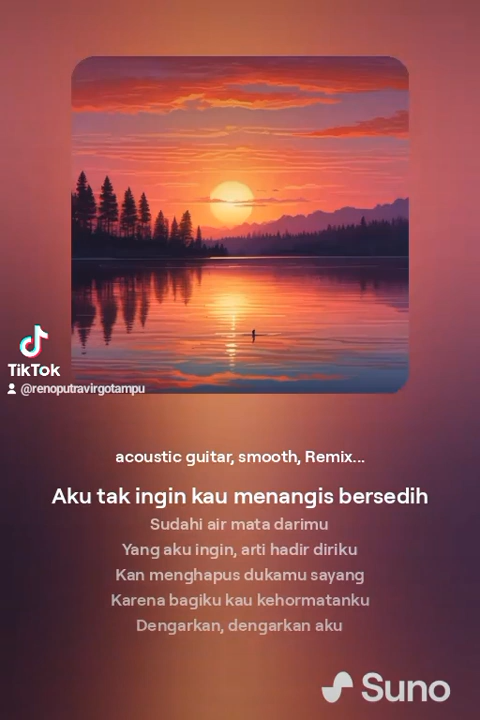 TikTok
@renoputravirgotampu
acoustic guitar, smooth, Remix...
Aku tak ingin kau menangis bersedih
Sudahi air mata darimu
Yang aku ingin, arti hadir diriku
Kan menghapus dukamu sayang
Karena bagiku kau kehormatanku
Dengarkan, dengarkan aku
Suno